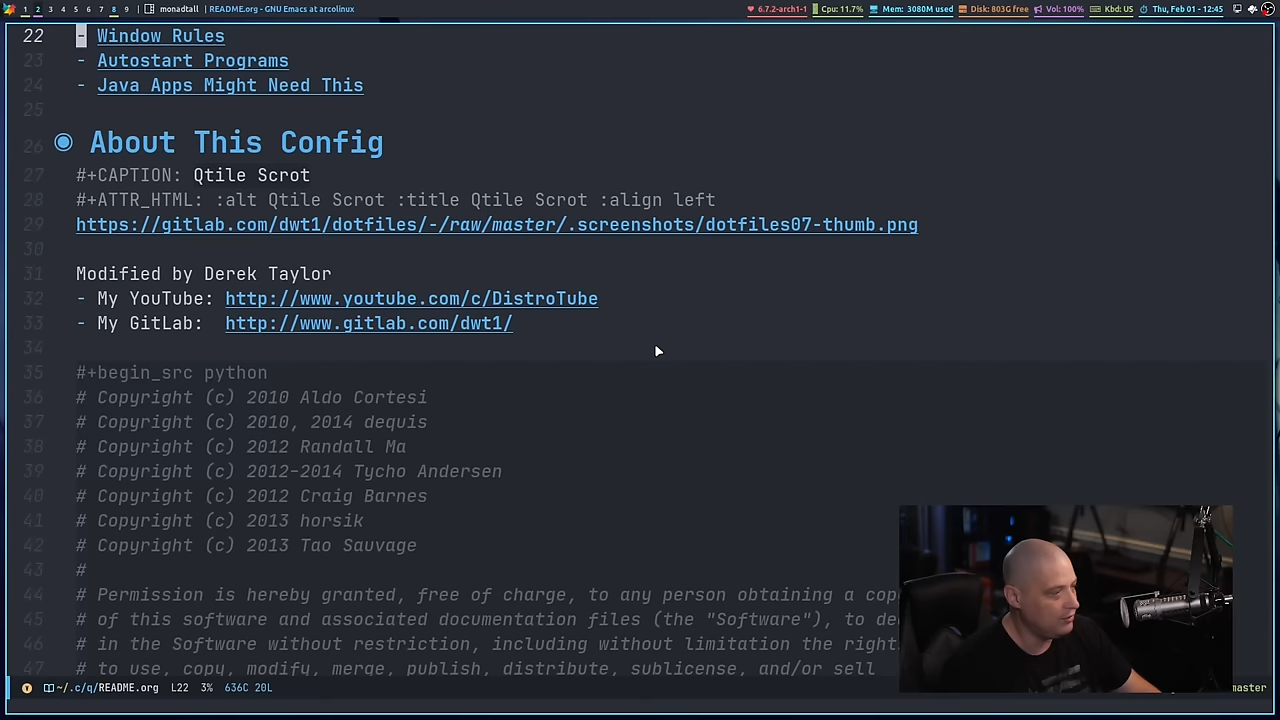 1 2 3 4 5 6 7 8 9 | monadtall | README.org - GNU Emacs at arcolinux
6.7.2-arch1-1 Cpu: 11.7% Mem: 3080M used Disk: 803G free Vol: 100% Kbd: US Thu, Feb 01 - 12:45
22 - Window Rules
23 - Autostart Programs
24 - Java Apps Might Need This
25
26 About This Config
27 #+CAPTION: Qtile Scrot
28 #+ATTR_HTML: :alt Qtile Scrot :title Qtile Scrot :align left
29 https://gitlab.com/dwt1/dotfiles/-/raw/master/.screenshots/dotfiles07-thumb.png
30
31 Modified by Derek Taylor
32 - My YouTube: http://www.youtube.com/c/DistroTube
33 - My GitLab: http://www.gitlab.com/dwt1/
34
35 #+begin_src python
36 # Copyright (c) 2010 Aldo Cortesi
37 # Copyright (c) 2010, 2014 dequis
38 # Copyright (c) 2012 Randall Ma
39 # Copyright (c) 2012-2014 Tycho Andersen
40 # Copyright (c) 2012 Craig Barnes
41 # Copyright (c) 2013 horsik
42 # Copyright (c) 2013 Tao Sauvage
43 #
44 # Permission is hereby granted, free of charge, to any person obtaining a cop
45 # of this software and associated documentation files (the "Software"), to de
46 # in the Software without restriction, including without limitation the right
47 # to use, copy, modify, merge, publish, distribute, sublicense, and/or sell
~/.c/q/README.org L22 3% 636C 20L master